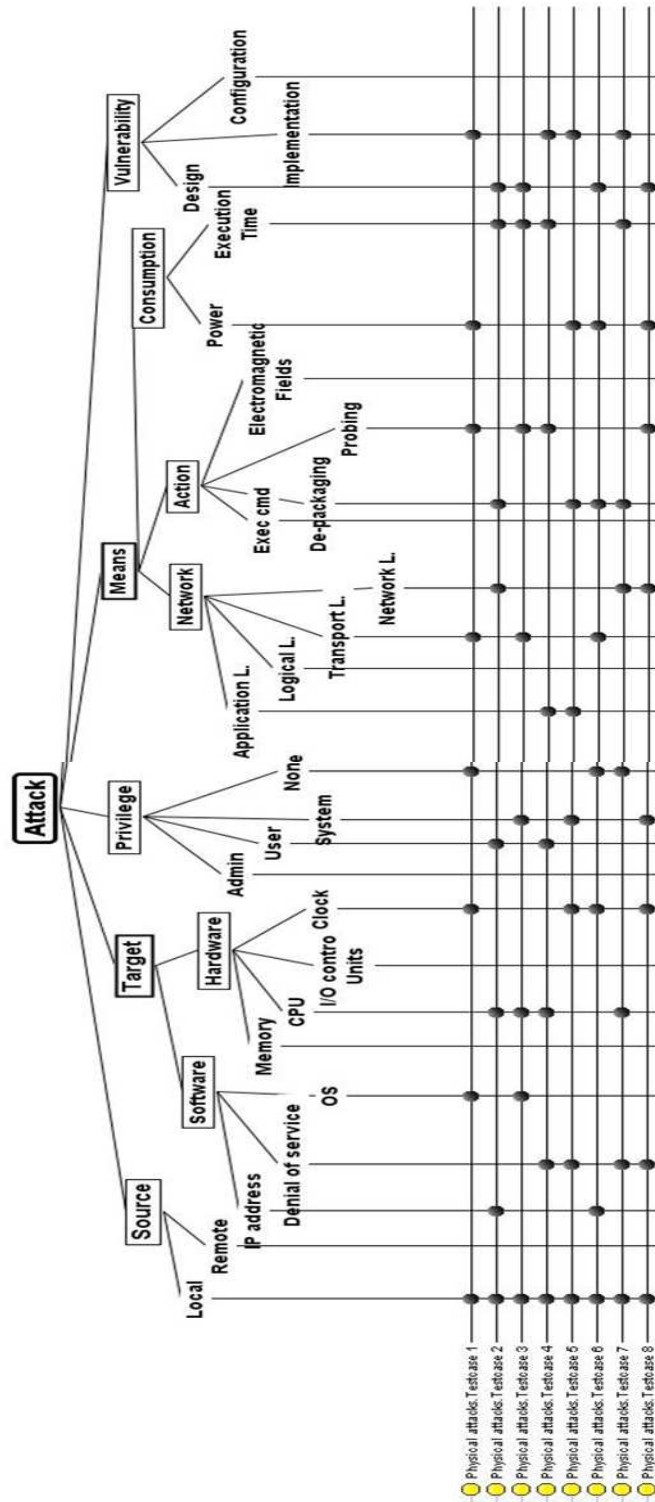 Attack
Source
Target
Privilege
Means
Vulnerability
Local
Remote
Software
Hardware
IP address
Denial of service
OS
Memory
CPU
I/O contro
Units
Clock
Admin
User
System
None
Network
Action
Consumption
Application L.
Logical L.
Transport L.
Network L.
Exec cmd
De-packaging
Probing
Electromagnetic
Fields
Power
Execution
Time
Design
Implementation
Configuration
Physical attacks.Testcase 1
Physical attacks.Testcase 2
Physical attacks.Testcase 3
Physical attacks.Testcase 4
Physical attacks.Testcase 5
Physical attacks.Testcase 6
Physical attacks.Testcase 7
Physical attacks.Testcase 8